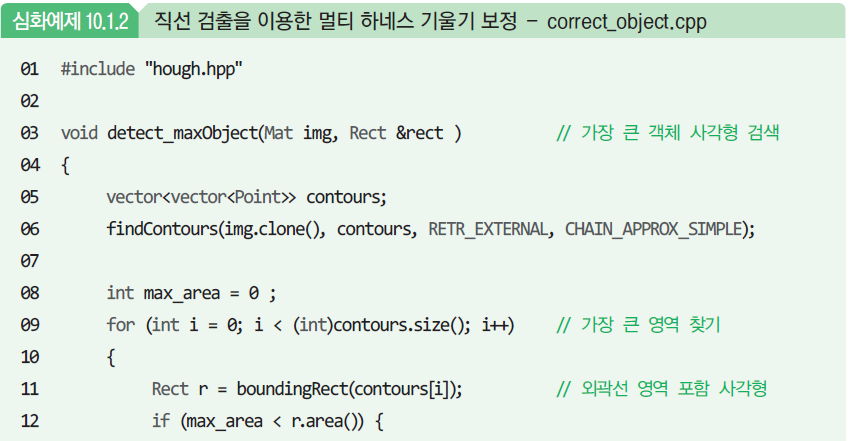 심화예제 10.1.2 직선 검출을 이용한 멀티 하네스 기울기 보정 – correct_object.cpp
01 #include "hough.hpp"
02
03 void detect_maxObject(Mat img, Rect &rect ) // 가장 큰 객체 사각형 검색
04 {
05 vector<vector<Point>> contours;
06 findContours(img.clone(), contours, RETR_EXTERNAL, CHAIN_APPROX_SIMPLE);
07
08 int max_area = 0 ;
09 for (int i = 0; i < (int)contours.size(); i++) // 가장 큰 영역 찾기
10 {
11 Rect r = boundingRect(contours[i]); // 외곽선 영역 포함 사각형
12 if (max_area < r.area()) {